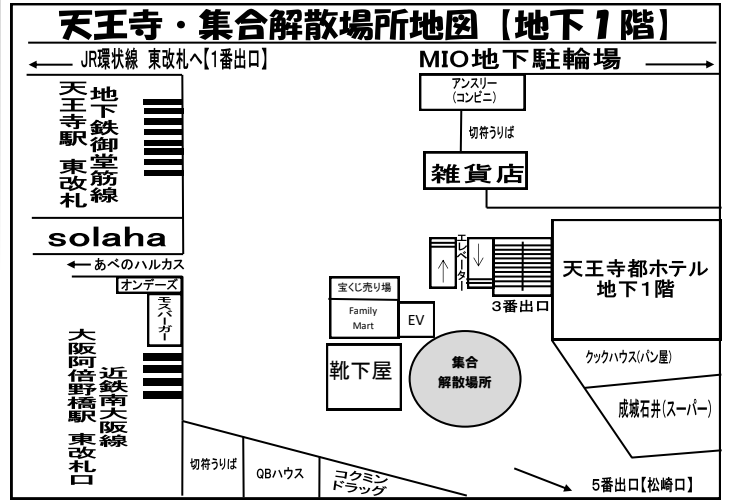 天王寺・集合解散場所地図【地下1階】
JR環状線 東改札へ【1番出口】
MIO地下駐輪場
地下鉄御堂筋線
天王寺駅 東改札
アンスリー
(コンビニ)
切符うりば
雑貨店
solaha
あべのハルカス
オンデーズ
モスバーガー
近鉄南大阪線
大阪阿倍野橋駅 東改札口
エレベーター
3番出口
天王寺都ホテル
地下1階
宝くじ売り場
Family
Mart
EV
靴下屋
集合
解散場所
クックハウス(パン屋)
成城石井(スーパー)
切符うりば
QBハウス
コクミン
ドラッグ
5番出口【松崎口】